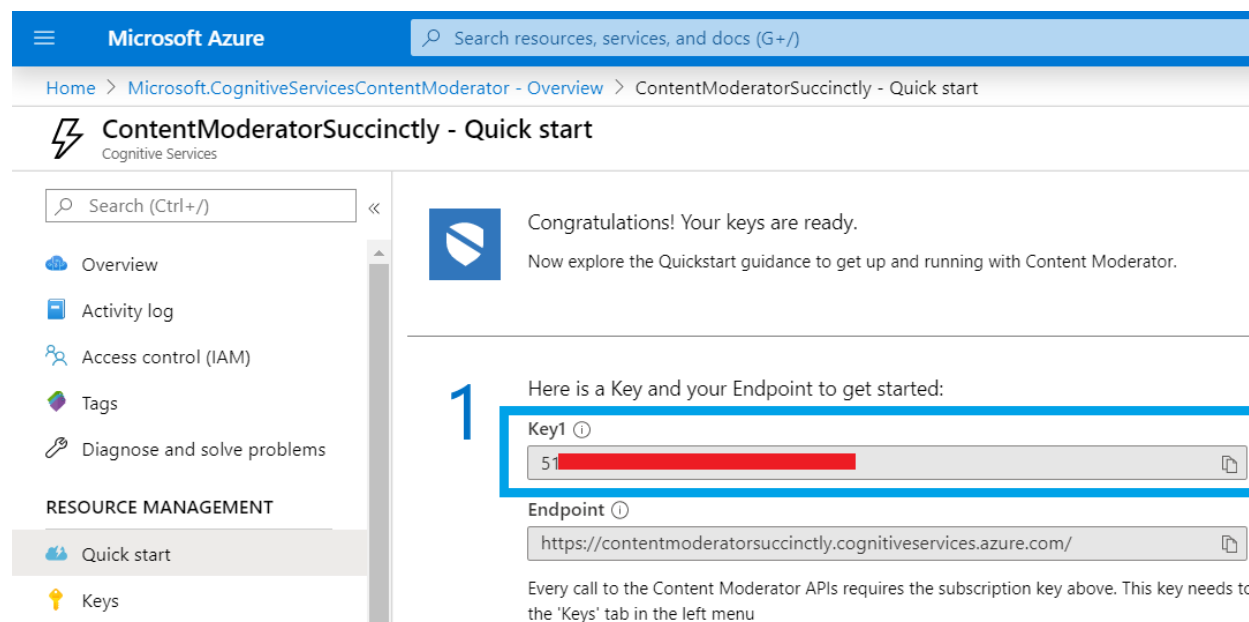 Microsoft Azure
Search resources, services, and docs (G+/)
Home > Microsoft.CognitiveServicesContentModerator - Overview > ContentModeratorSuccinctly - Quick start
ContentModeratorSuccinctly - Quick start
Cognitive Services
Search (Ctrl+/)
«
Overview
Activity log
Access control (IAM)
Tags
Diagnose and solve problems
RESOURCE MANAGEMENT
Quick start
Keys
Congratulations! Your keys are ready.
Now explore the Quickstart guidance to get up and running with Content Moderator.
1
Here is a Key and your Endpoint to get started:
Key1
51
Endpoint
https://contentmoderatorsuccinctly.cognitiveservices.azure.com/
Every call to the Content Moderator APIs requires the subscription key above. This key needs to
the 'Keys' tab in the left menu